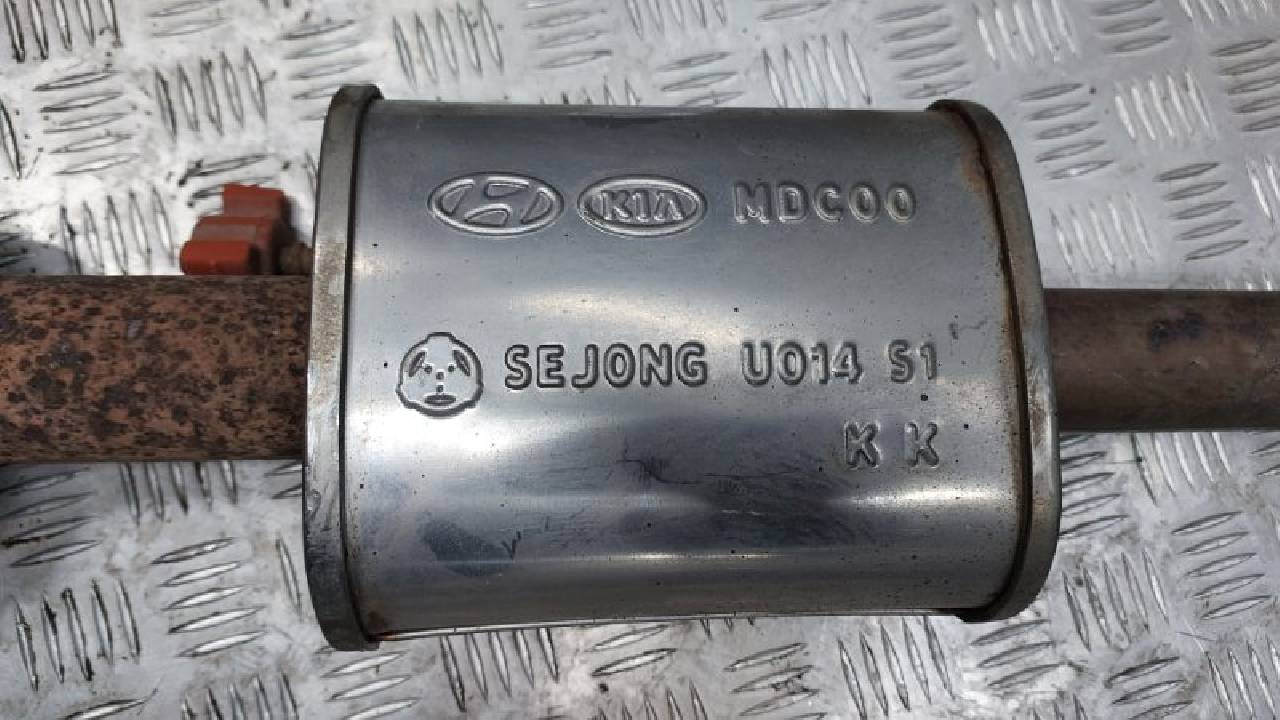 KIA MDC00
SEJONG U014 S1
K K